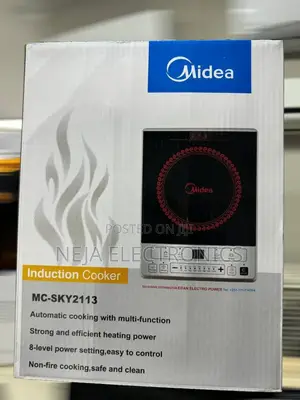 Midea
Midea
POSTED ON
NEJA ELECTRONICS
Induction Cooker
MC-SKY2113
Automatic cooking with multi-function
Strong and efficient heating power
8-level power setting,easy to control
Non-fire cooking,safe and clean